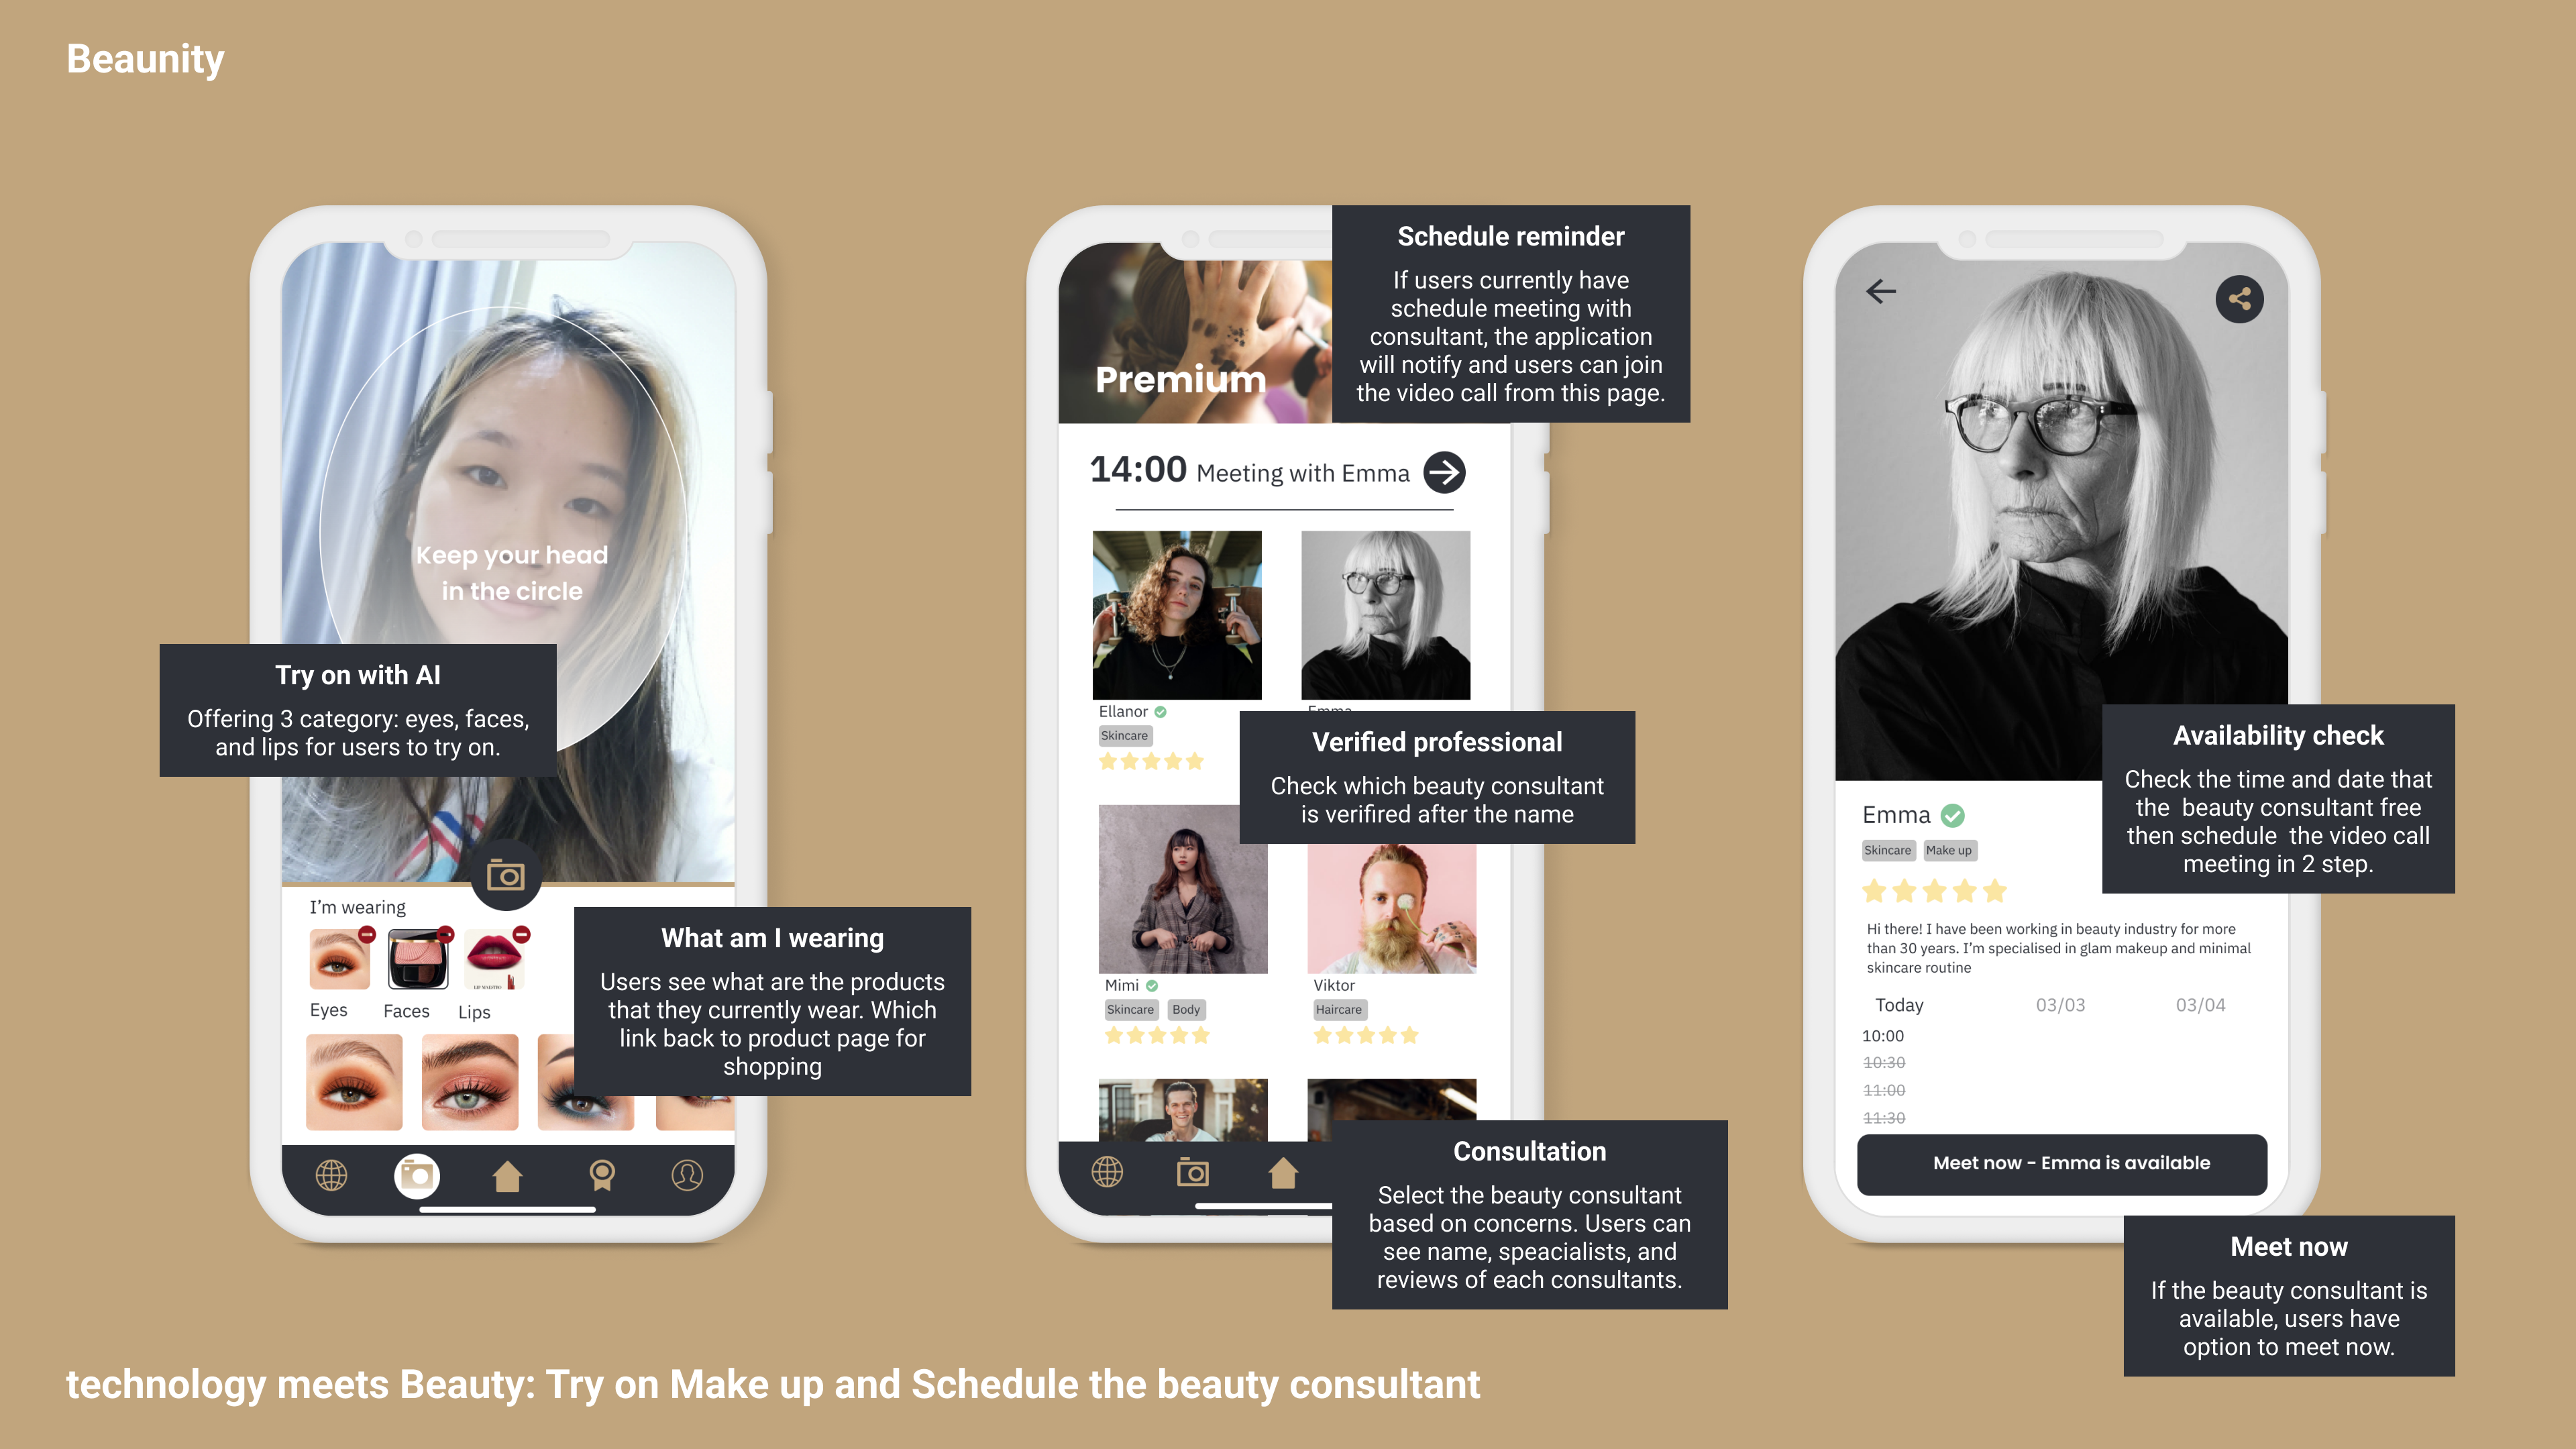 Beaunity
Keep your head
in the circle
Try on with AI
Offering 3 category: eyes, faces,
and lips for users to try on.
I'm wearing
Eyes
Faces
Lips
What am I wearing
Users see what are the products
that they currently wear. Which
link back to product page for
shopping
Schedule reminder
If users currently have
schedule meeting with
consultant, the application
will notify and users can join
the video call from this page.
Premium
14:00 Meeting with Emma
Ellanor
Skincare
Emma
Verified professional
Check which beauty consultant
is verifired after the name
Mimi
Skincare Body
Viktor
Haircare
Consultation
Select the beauty consultant
based on concerns. Users can
see name, speacialists, and
reviews of each consultants.
Availability check
Check the time and date that
the beauty consultant free
then schedule the video call
meeting in 2 step.
Emma
Skincare Make up
Hi there! I have been working in beauty industry for more
than 30 years. I'm specialised in glam makeup and minimal
skincare routine
Today 03/03 03/04
10:00
10:30
11:00
11:30
Meet now - Emma is available
Meet now
If the beauty consultant is
available, users have
option to meet now.
technology meets Beauty: Try on Make up and Schedule the beauty consultant